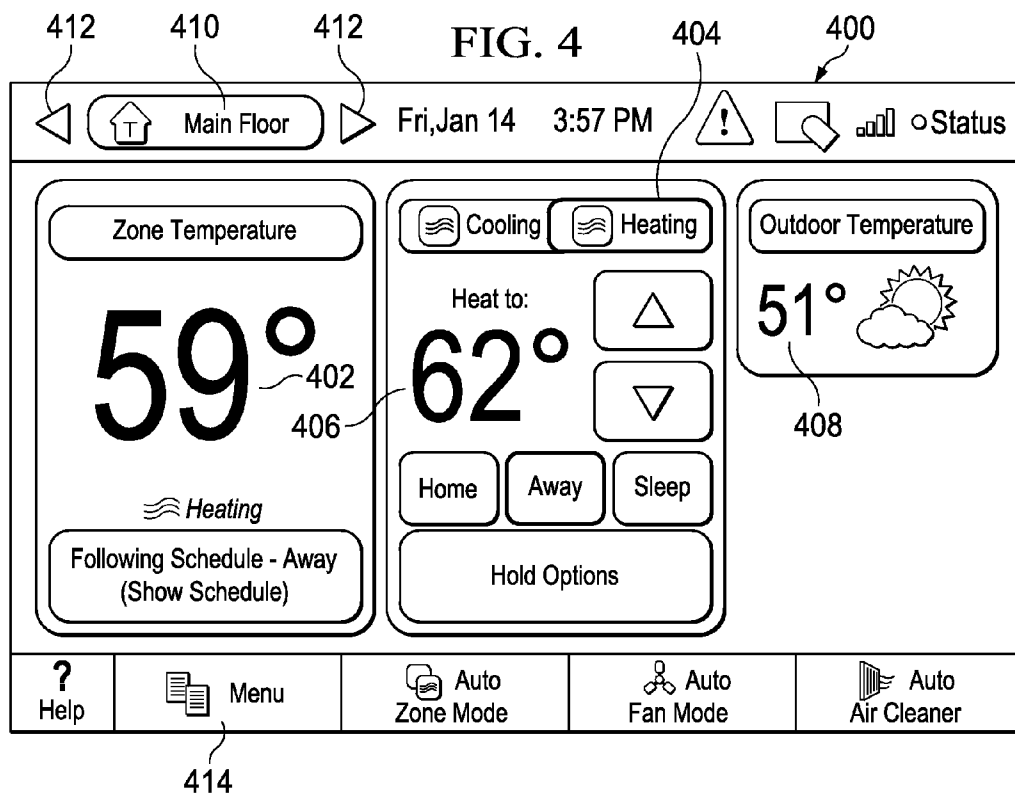 FIG. 4
412
410
412
404
400
T
Main Floor
Fri,Jan 14
3:57 PM
!
Status
Zone Temperature
59°
402
Heating
Following Schedule - Away
(Show Schedule)
Cooling
Heating
Heat to:
62°
406
Home
Away
Sleep
Hold Options
Outdoor Temperature
51°
408
?
Help
Menu
Auto
Zone Mode
Auto
Fan Mode
Auto
Air Cleaner
414